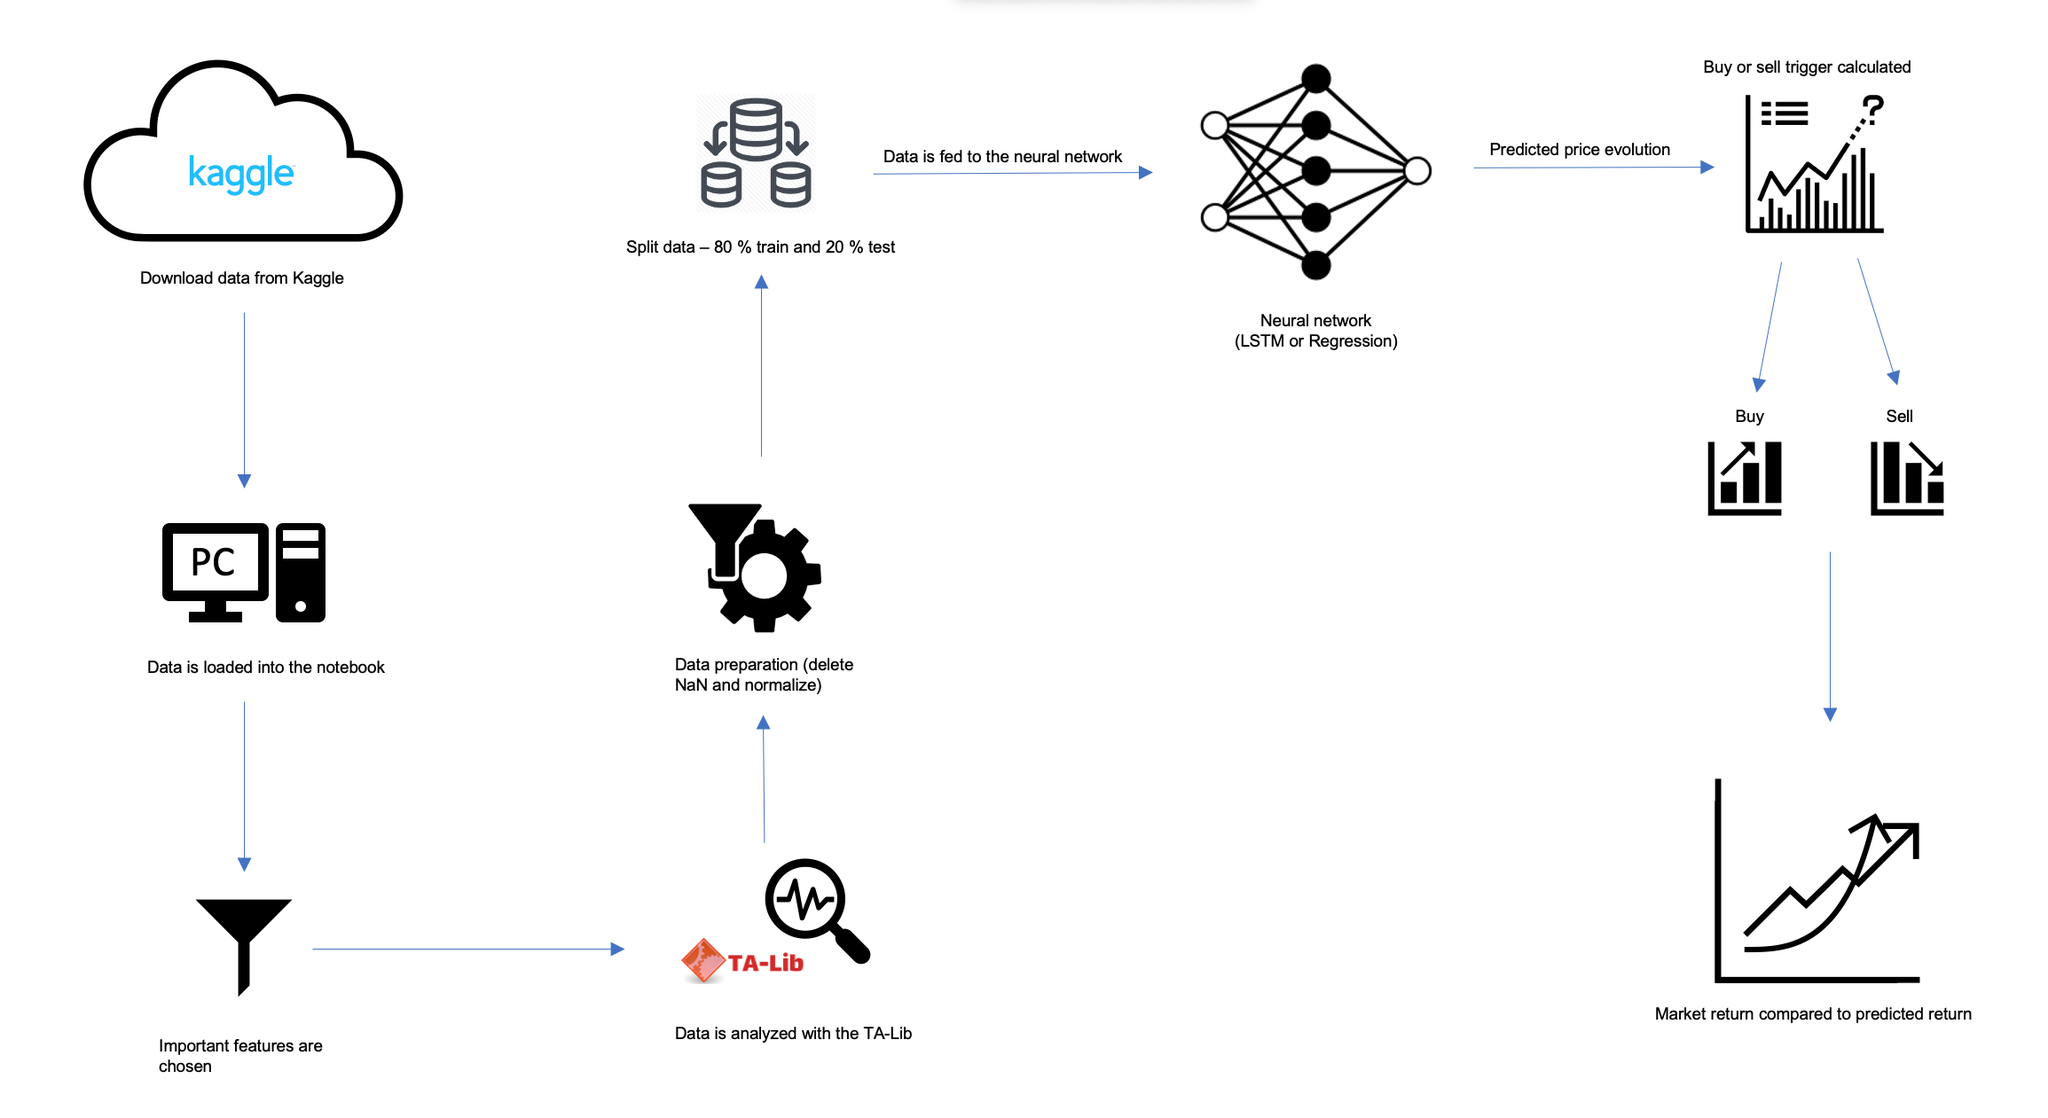 kaggle
Download data from Kaggle
PC
Data is loaded into the notebook
Important features are
chosen
TA-Lib
Data is analyzed with the TA-Lib
Data preparation (delete
NaN and normalize)
Split data – 80 % train and 20 % test
Data is fed to the neural network
Neural network
(LSTM or Regression)
Predicted price evolution
Buy or sell trigger calculated
?
Buy
Sell
Market return compared to predicted return